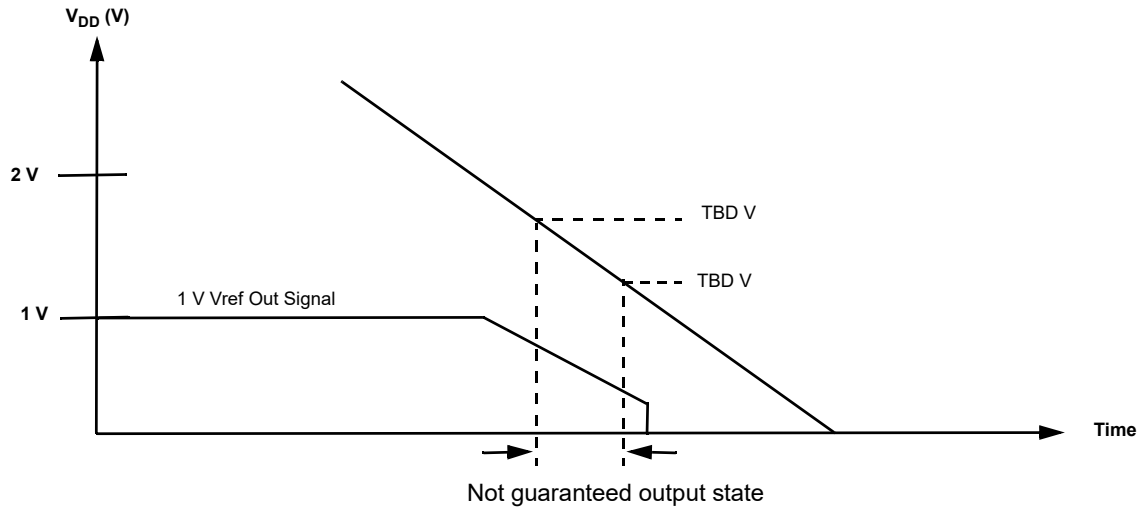 VDD (V)
2 V
TBD V
TBD V
1 V Vref Out Signal
1 V
Time
Not guaranteed output state